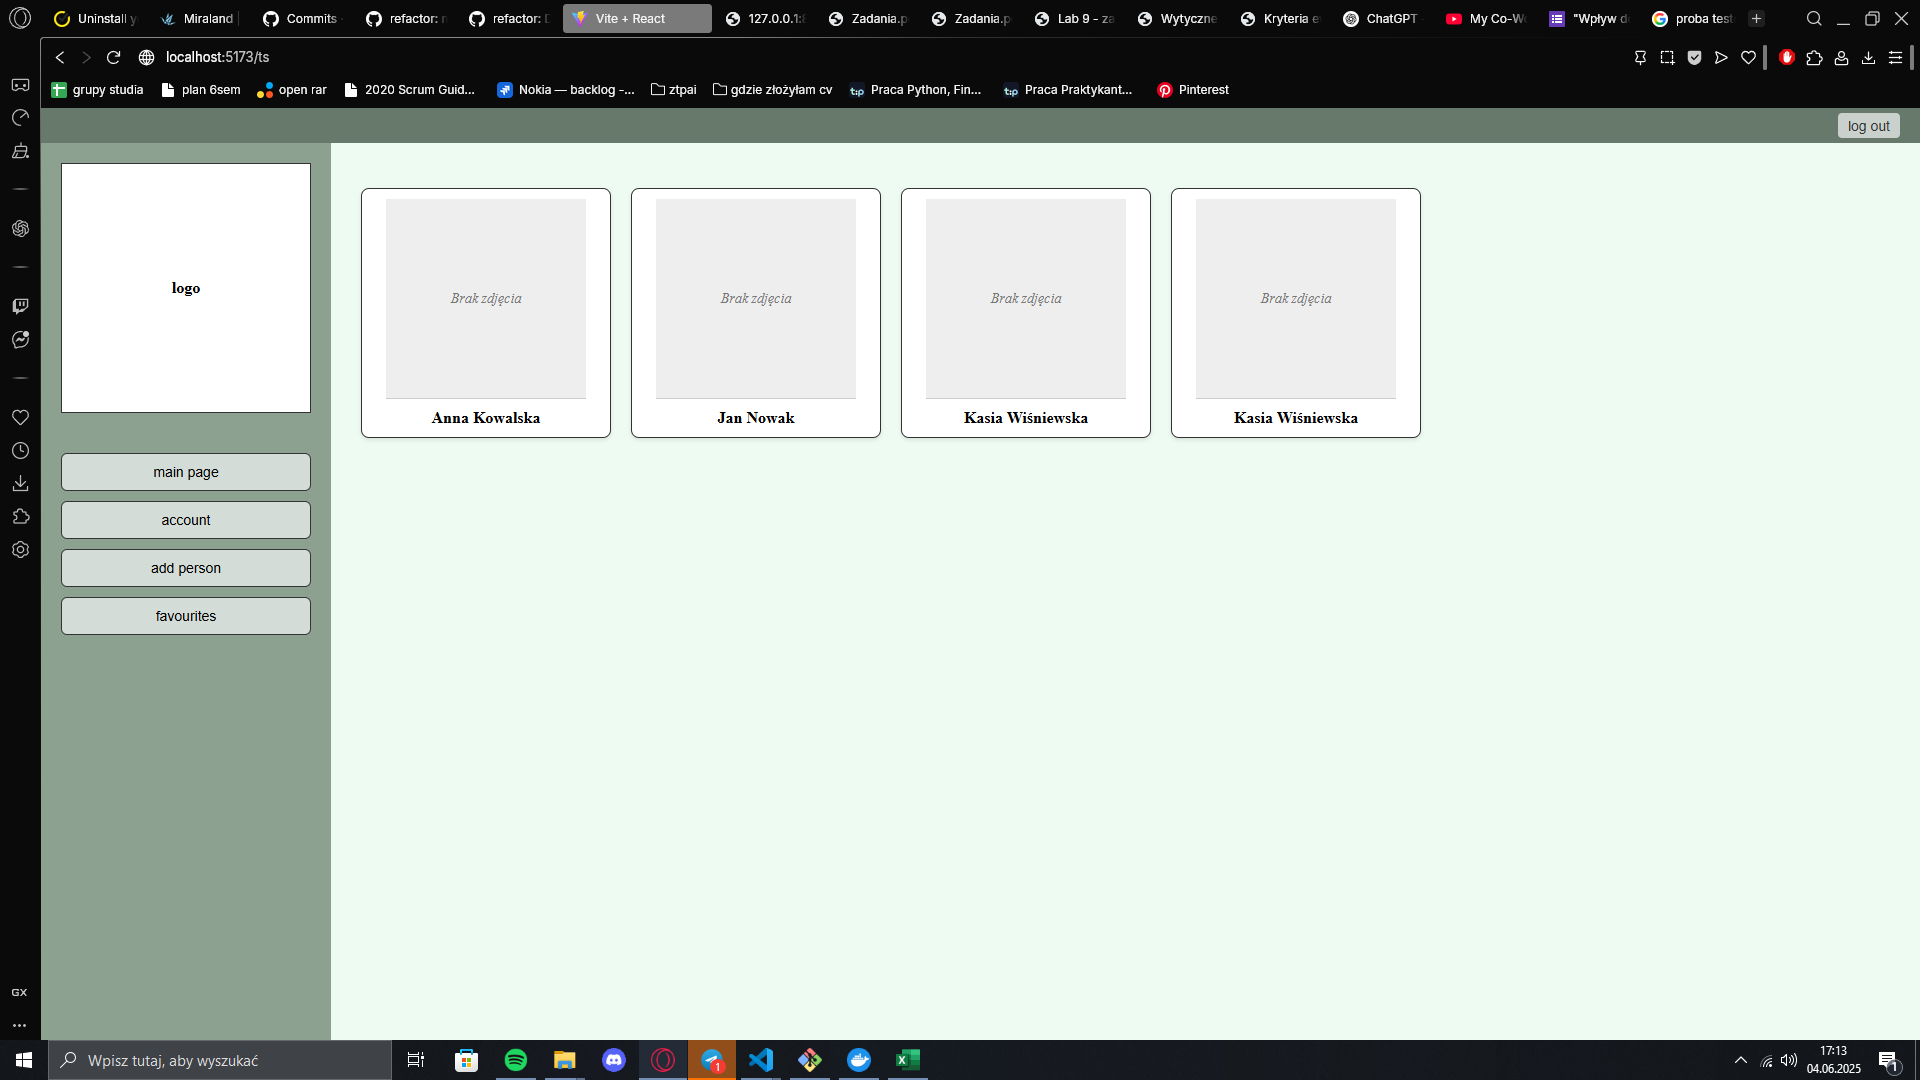 Uninstall y
Miraland
Commits ·
refactor: n
refactor: D
Vite + React
127.0.0.1:8
Zadania.p
Zadania.p
Lab 9 - za
Wytyczne
Kryteria e
ChatGPT
My Co-W
"Wpływ d
proba test
localhost:5173/ts
grupy studia
plan 6sem
open rar
2020 Scrum Guid...
Nokia — backlog -...
ztpai
gdzie złożyłam cv
t:p
Praca Python, Fin...
t:p
Praca Praktykant...
Pinterest
log out
logo
main page
account
add person
favourites
Brak zdjęcia
Anna Kowalska
Brak zdjęcia
Jan Nowak
Brak zdjęcia
Kasia Wiśniewska
Brak zdjęcia
Kasia Wiśniewska
GX
Wpisz tutaj, aby wyszukać
1
17:13
04.06.2025
1